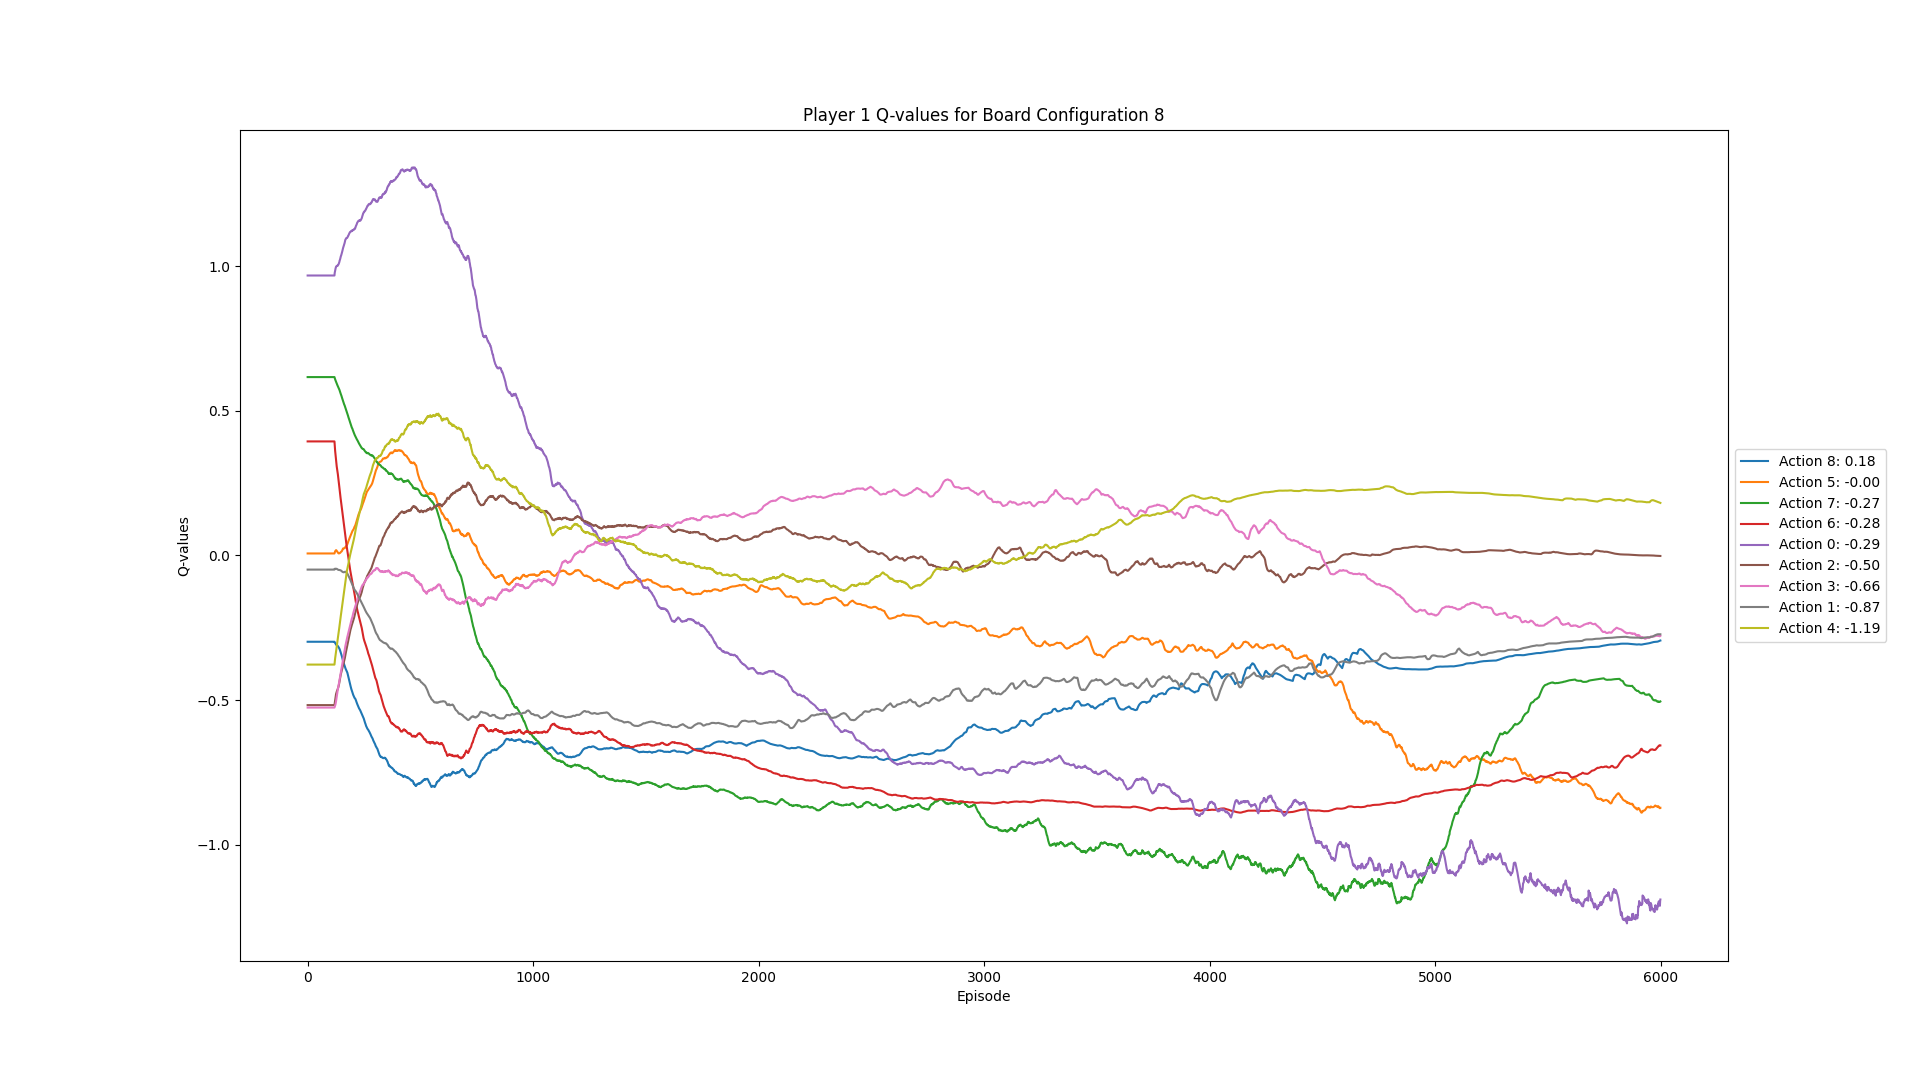 Player 1 Q-values for Board Configuration 8
Q-values
1.0
0.5
0.0
−0.5
−1.0
0
1000
2000
3000
4000
5000
6000
Episode
Action 8: 0.18
Action 5: -0.00
Action 7: -0.27
Action 6: -0.28
Action 0: -0.29
Action 2: -0.50
Action 3: -0.66
Action 1: -0.87
Action 4: -1.19